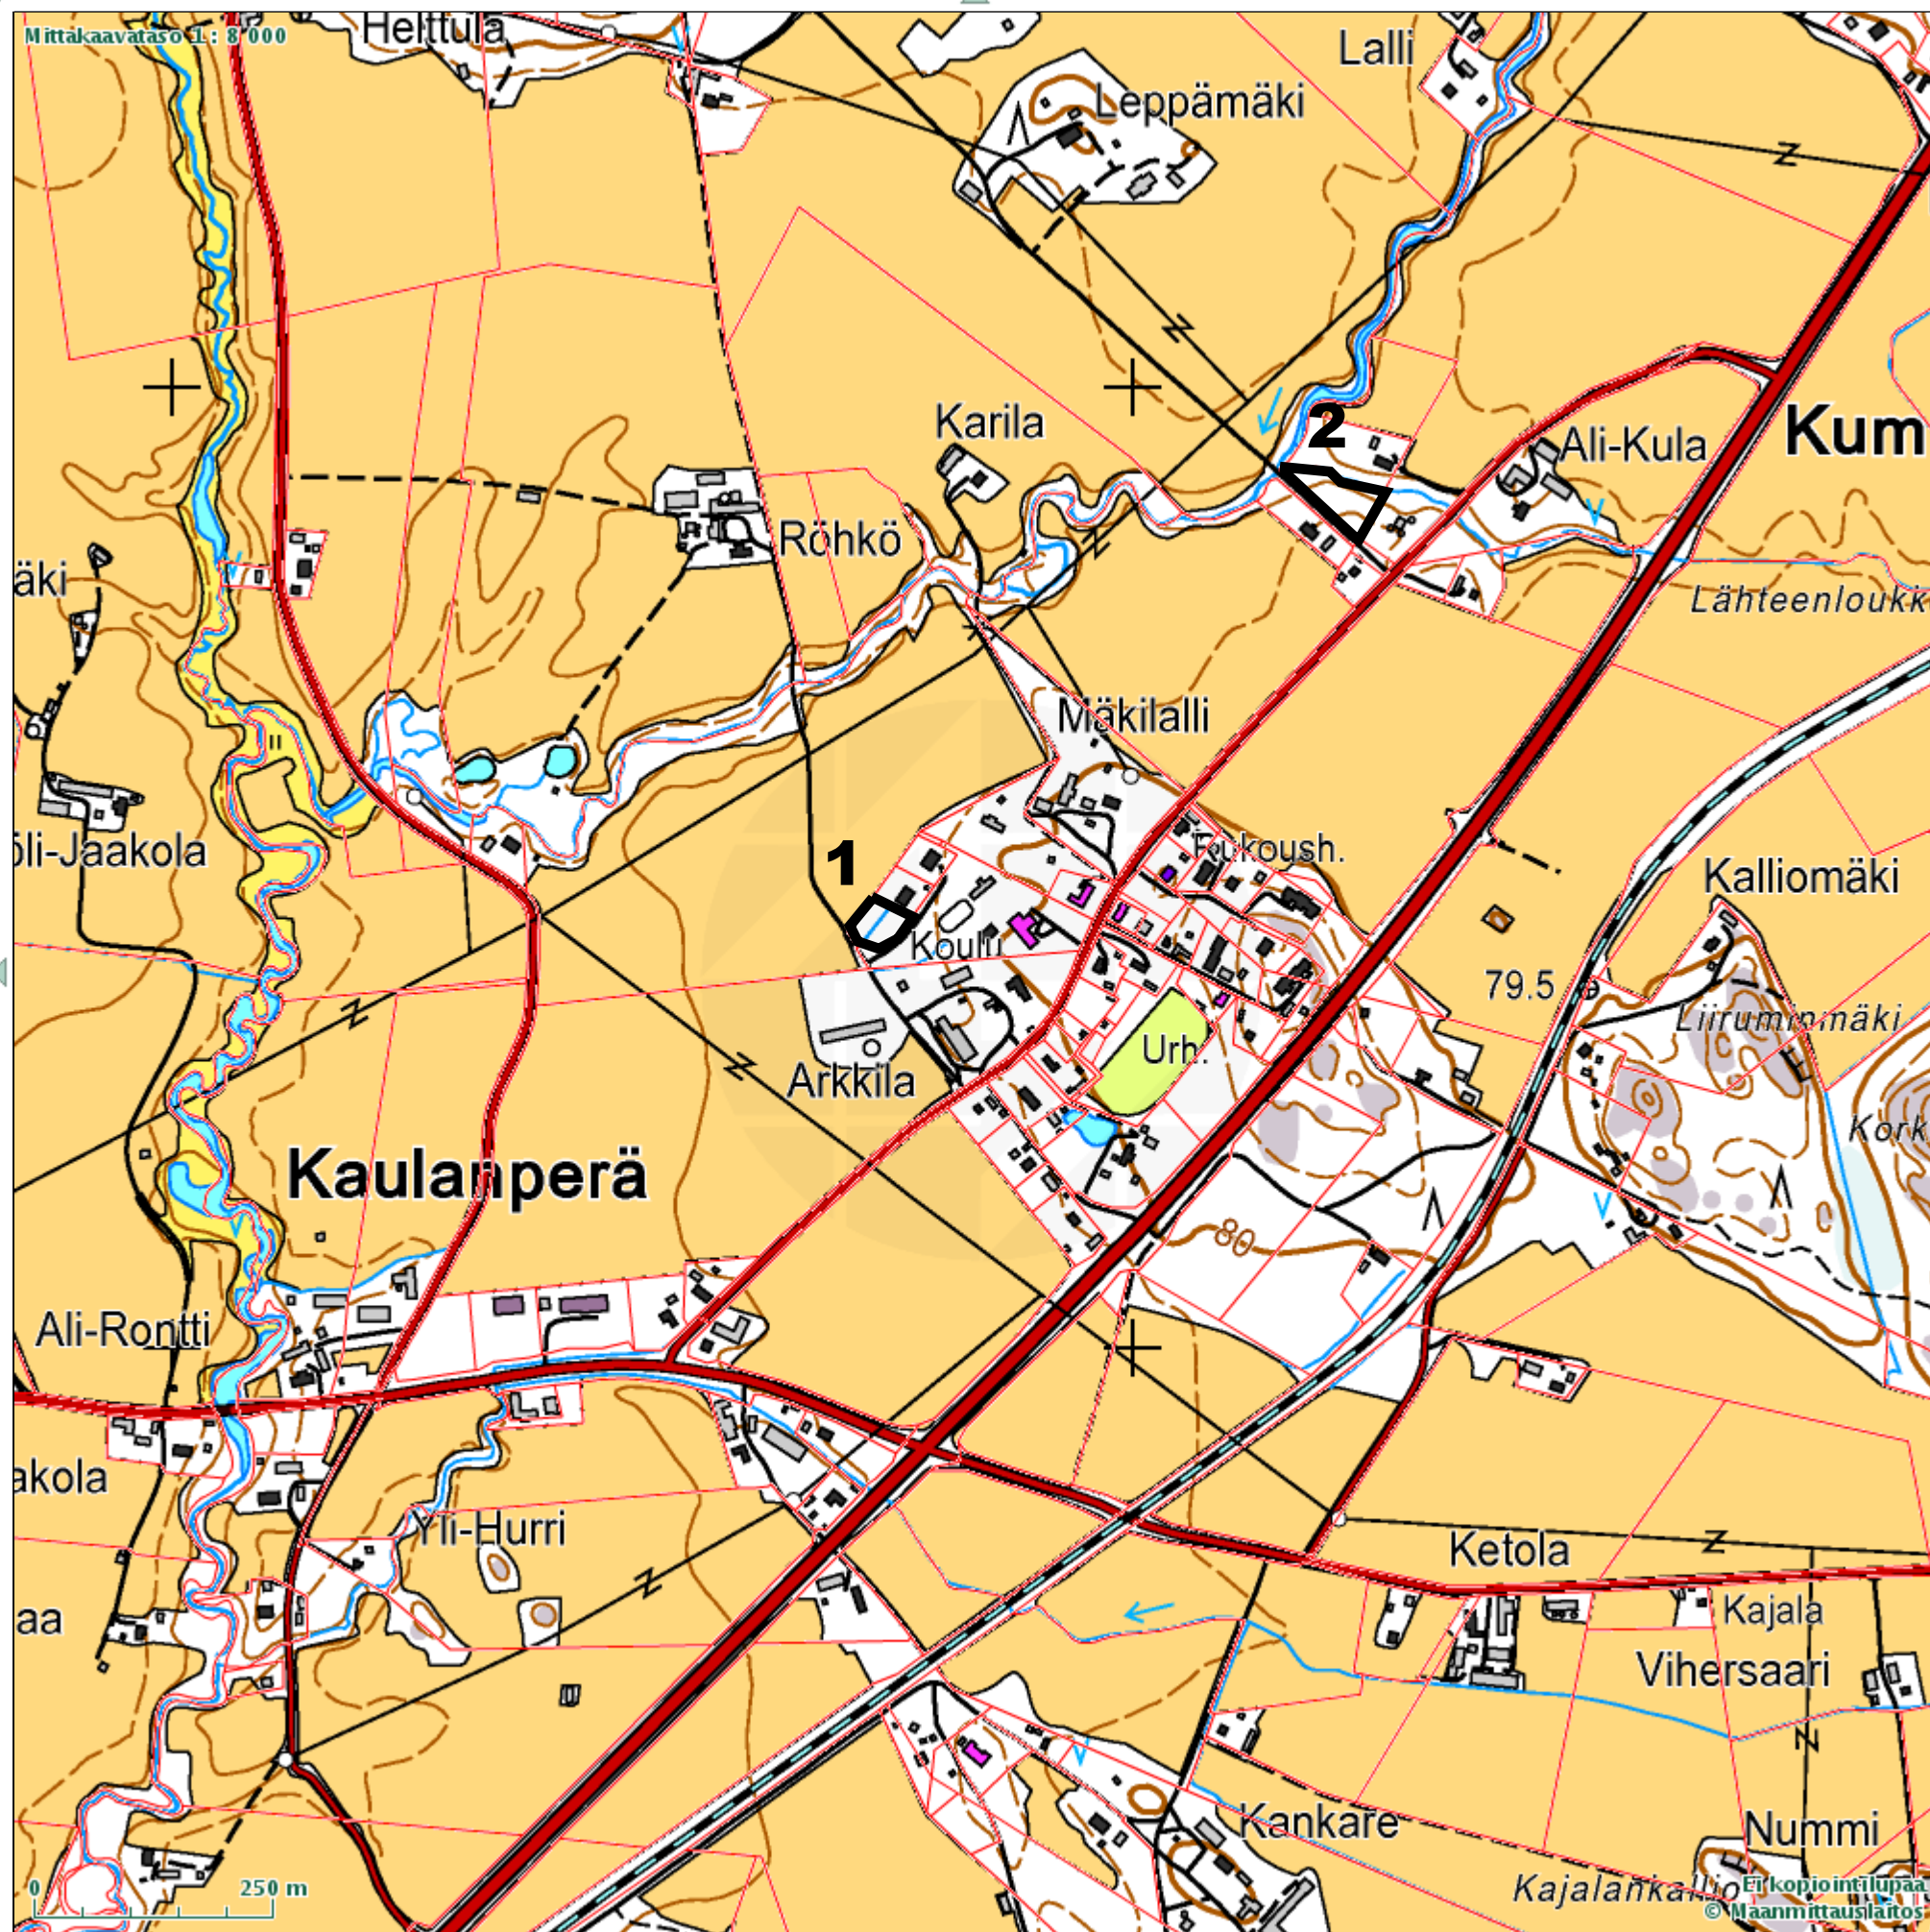 Mittakaavataso 1 : 8 000
Helttula
Lalli
Leppämäki
Karila
2
Ali-Kula
Kum
Röhkö
äki
Lähteenloukk
Mäkilalli
öli-Jaakola
1
Rukoush.
Kalliomäki
Koulu
79.5
Liiruminmäki
Urh.
Arkkila
Kork
Kaulanperä
80
Ali-Rontti
akola
Yli-Hurri
Ketola
aa
Kajala
Vihersaari
Kankare
Nummi
0 250 m
Kajalankallio
Ei kopiointilupaa
© Maanmittauslaitos